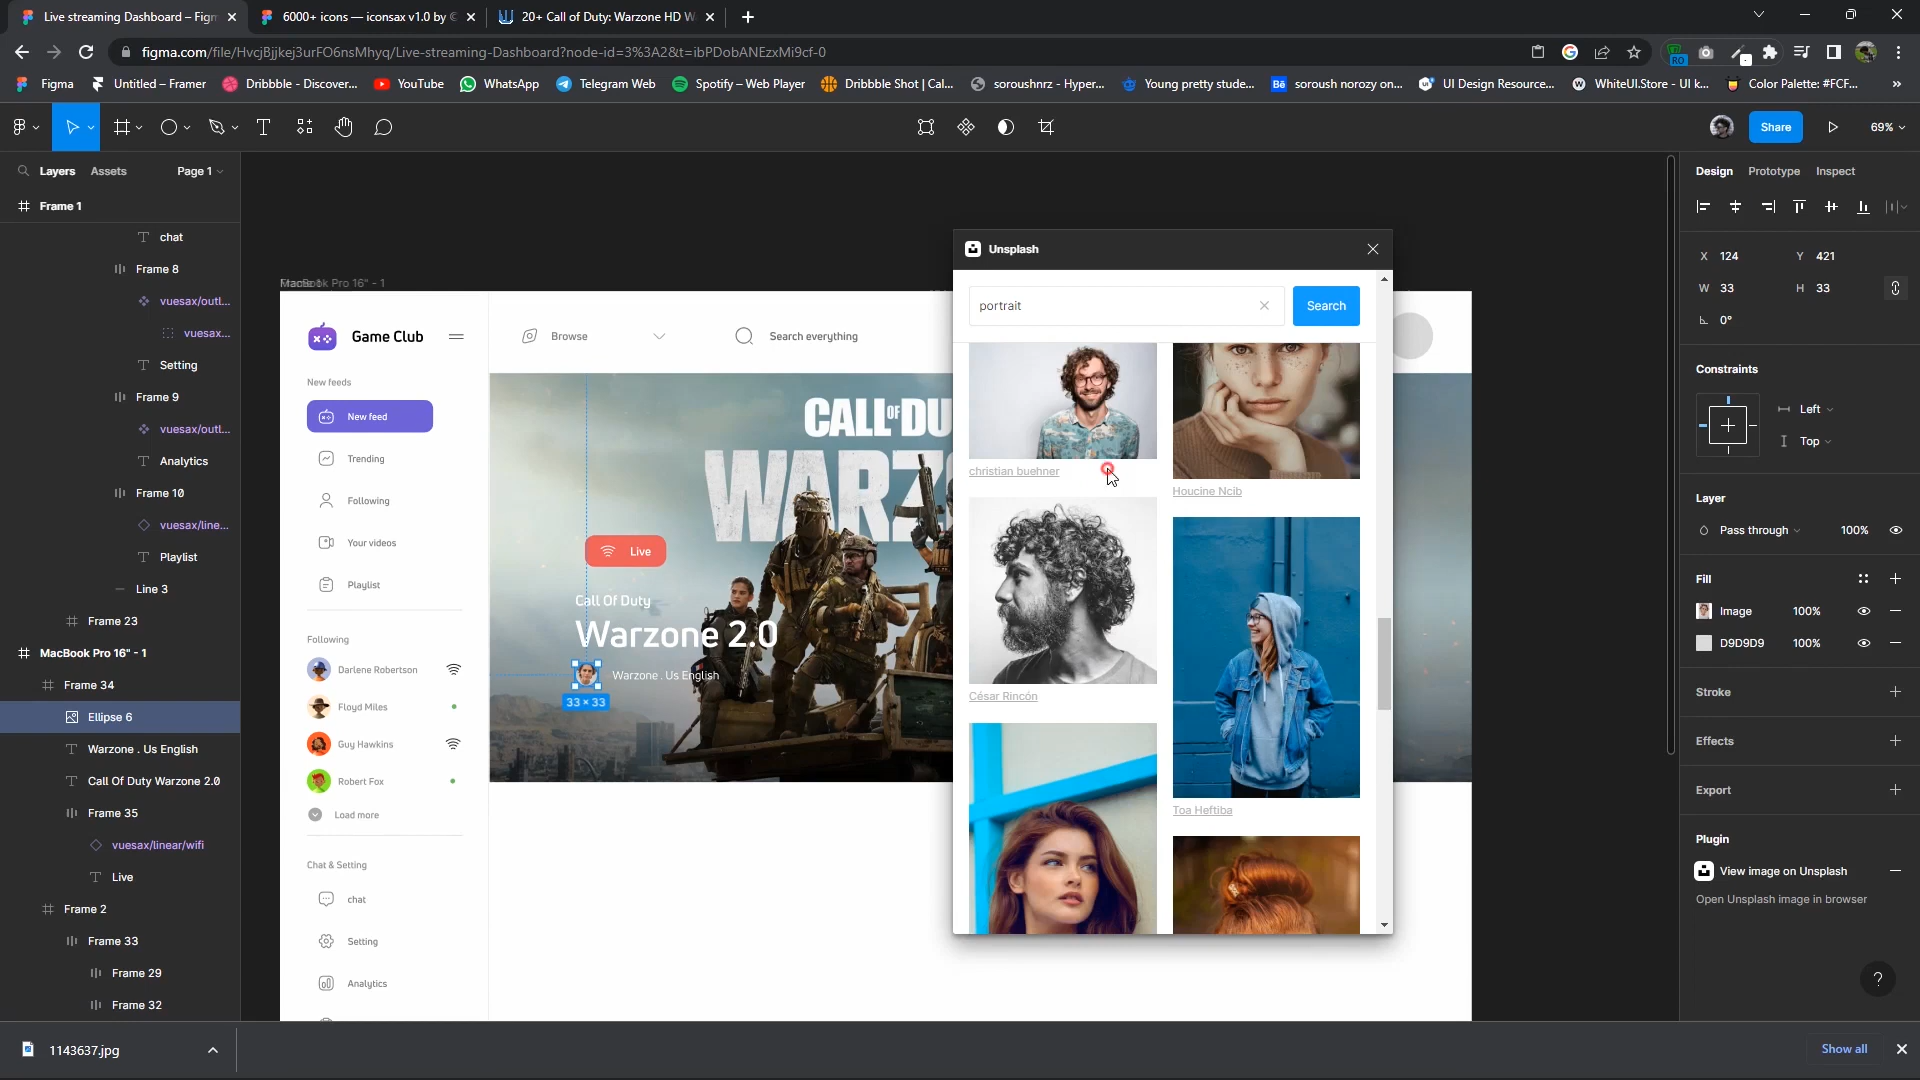 Live streaming Dashboard – Figm
6000+ icons — iconsax v1.0 by
20+ Call of Duty: Warzone HD W
figma.com/file/HvcjBjjkej3urFO6nsMhyq/Live-streaming-Dashboard?node-id=3%3A2&t=ibPDobANEzxMi9cf-0
Figma
Untitled – Framer
Dribbble - Discover...
YouTube
WhatsApp
Telegram Web
Spotify – Web Player
Dribbble Shot | Cal...
soroushnrz - Hyper...
Young pretty stude...
soroush norozy on...
UI Design Resource...
WhiteUI.Store - UI k...
Color Palette: #FCF...
Share
69%
Layers
Assets
Page 1
Frame 1
chat
Frame 8
vuesax/outl...
vuesax...
Setting
Frame 9
vuesax/outl...
Analytics
Frame 10
vuesax/line...
Playlist
Line 3
Frame 23
MacBook Pro 16" - 1
Frame 34
Ellipse 6
Warzone . Us English
Call Of Duty Warzone 2.0
Frame 35
vuesax/linear/wifi
Live
Frame 2
Frame 33
Frame 29
Frame 32
Pro 16" - 1
Game Club
Browse
Search everything
New feeds
New feed
Trending
Following
Your videos
Playlist
Following
Darlene Robertson
Floyd Miles
Guy Hawkins
Robert Fox
Load more
Chat & Setting
chat
Setting
Analytics
CALL OF DU
WARZO
Live
Call Of Duty
Warzone 2.0
Warzone . Us English
33 × 33
Unsplash
portrait
Search
christian buehner
Houcine Ncib
César Rincón
Toa Heftiba
Design
Prototype
Inspect
X 124
Y 421
W 33
H 33
0°
Constraints
Left
Top
Layer
Pass through
100%
Fill
Image
100%
D9D9D9
100%
Stroke
Effects
Export
Plugin
View image on Unsplash
Open Unsplash image in browser
?
1143637.jpg
Show all